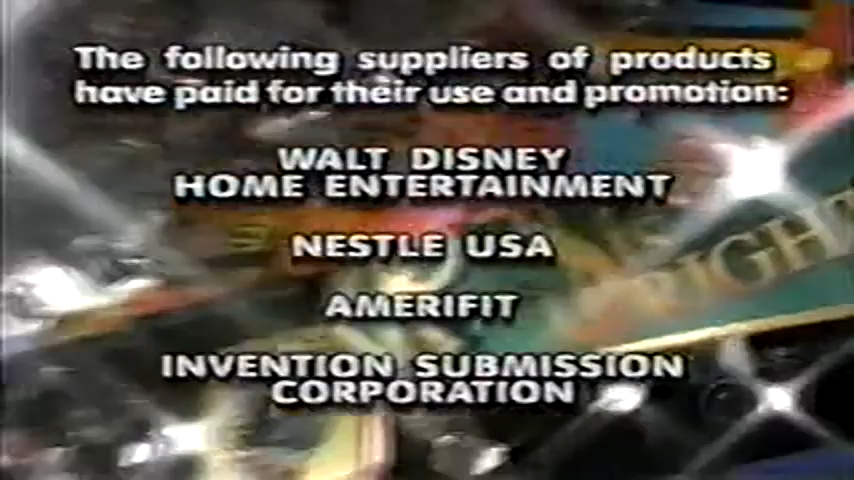 The following suppliers of products
have paid for their use and promotion:
WALT DISNEY
HOME ENTERTAINMENT
NESTLE USA
AMERIFIT
INVENTION SUBMISSION
CORPORATION
RIGHT